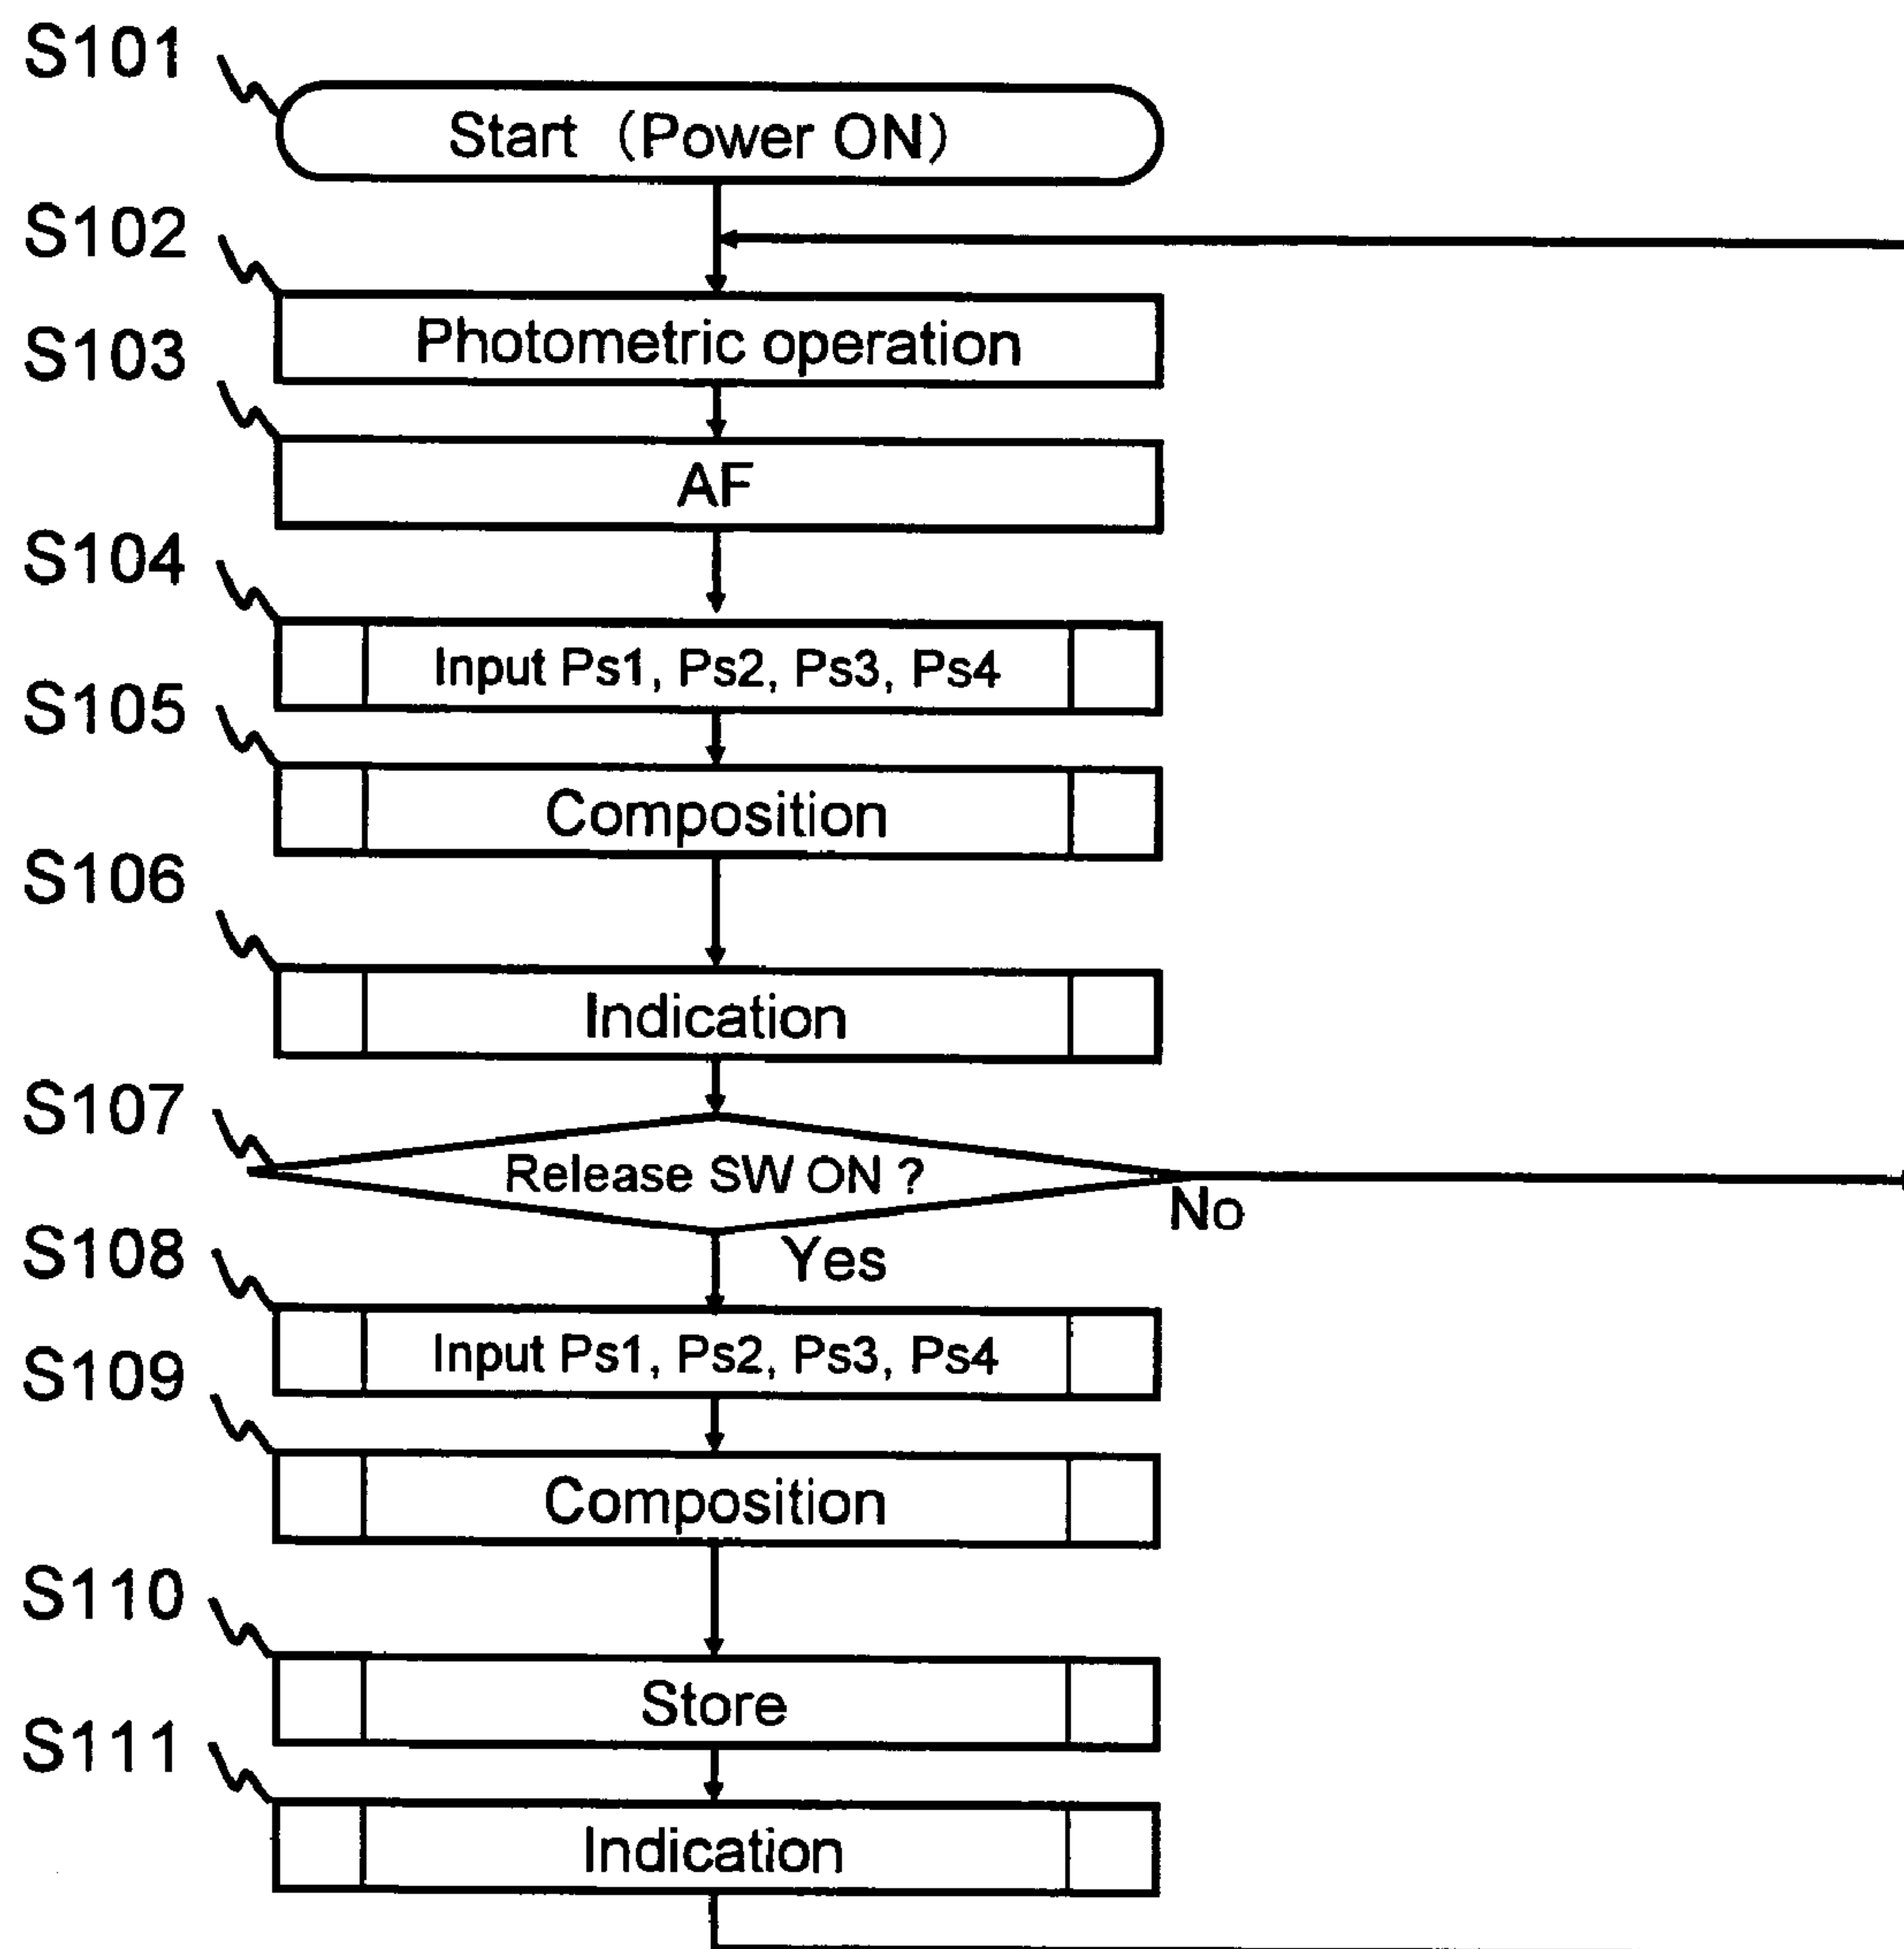 S101
Start (Power ON)
S102
Photometric operation
S103
AF
S104
Input Ps1, Ps2, Ps3, Ps4
S105
Composition
S106
Indication
S107
Release SW ON ?
No
Yes
S108
Input Ps1, Ps2, Ps3, Ps4
S109
Composition
S110
Store
S111
Indication